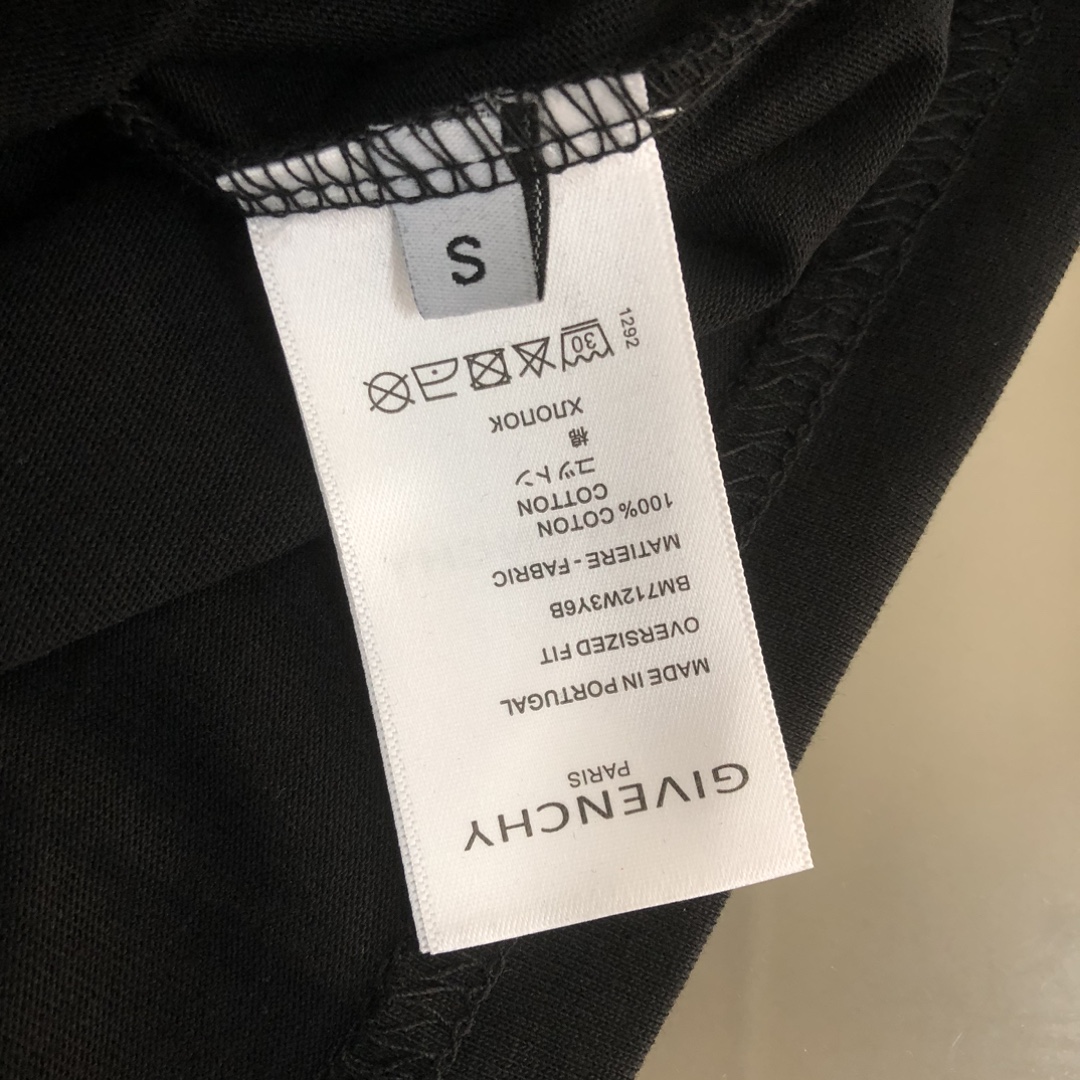 GIVENCHY
PARIS
MADE IN PORTUGAL
OVERSIZED FIT
BM712W3Y6B
MATIERE - FABRIC
100% COTON
COTTON
コットン
棉
ХЛОПОК
30
1292
S